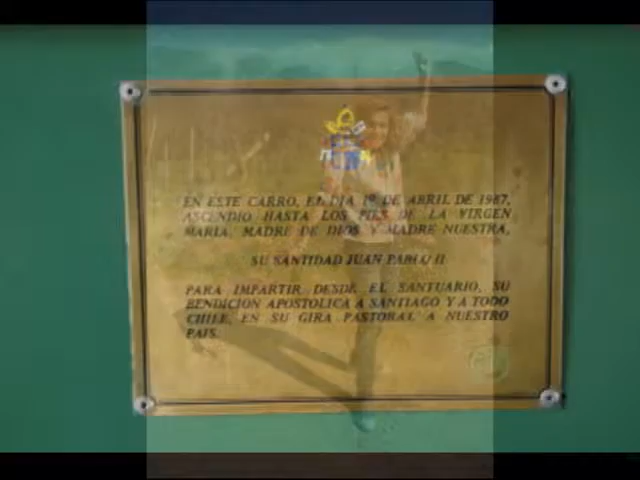 EN ESTE CARRO, EL DIA 1º DE ABRIL DE 1987,
ASCENDIO HASTA LOS PIES DE LA VIRGEN
MARIA, MADRE DE DIOS Y MADRE NUESTRA,
SU SANTIDAD JUAN PABLO II
PARA IMPARTIR DESDE EL SANTUARIO, SU
BENDICION APOSTOLICA A SANTIAGO Y A TODO
CHILE, EN SU GIRA PASTORAL A NUESTRO
PAIS.